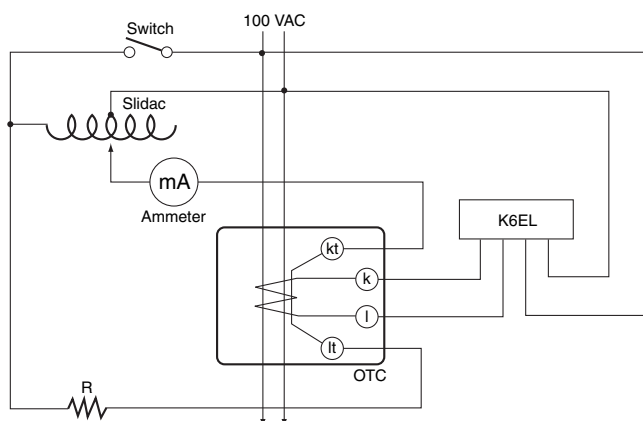 100 VAC
Switch
Slidac
mA
Ammeter
K6EL
kt
k
l
lt
OTC
R